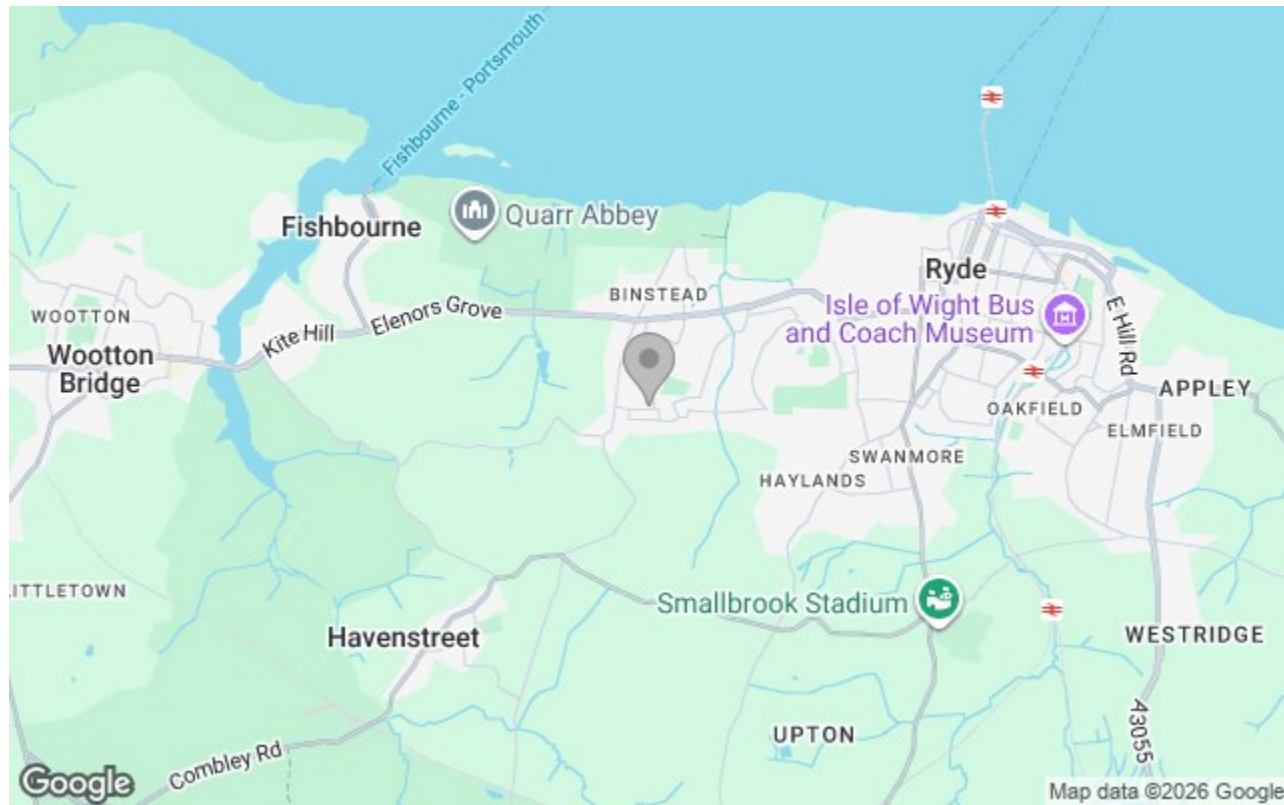 Fishbourne - Portsmouth
Fishbourne
Quarr Abbey
Ryde
BINSTEAD
Isle of Wight Bus
and Coach Museum
E Hill Rd
WOOTTON
Elenors Grove
Kite Hill
Wootton
Bridge
APPLEY
OAKFIELD
ELMFIELD
SWANMORE
HAYLANDS
LITTLETOWN
Smallbrook Stadium
Havenstreet
WESTRIDGE
UPTON
A3055
Combley Rd
Google
Map data ©2026 Google